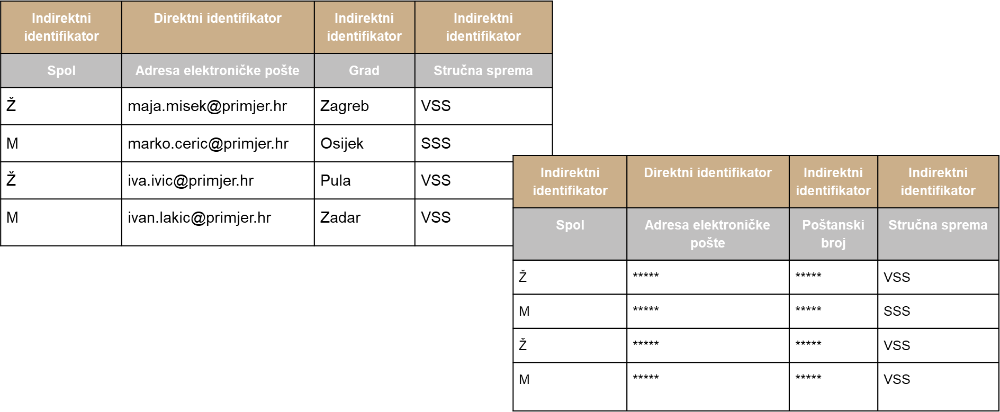 Indirektni identifikator Direktni identifikator Indirektni identifikator Indirektni identifikator
Spol Adresa elektroničke pošte Grad Stručna sprema
Ž maja.misek@primjer.hr Zagreb VSS
M marko.ceric@primjer.hr Osijek SSS
Ž iva.ivic@primjer.hr Pula VSS
M ivan.lakic@primjer.hr Zadar VSS
Indirektni identifikator Direktni identifikator Indirektni identifikator Indirektni identifikator
Spol Adresa elektroničke pošte Poštanski broj Stručna sprema
Ž ***** ***** VSS
M ***** ***** SSS
Ž ***** ***** VSS
M ***** ***** VSS